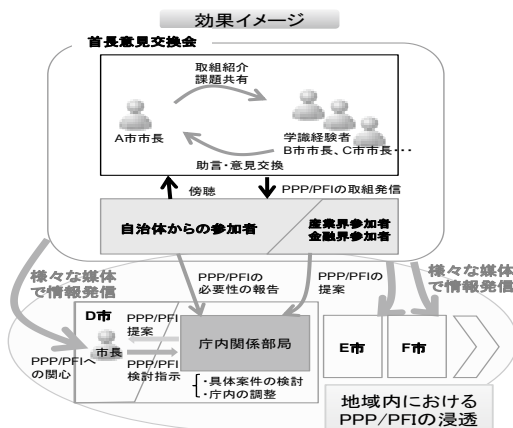 効果イメージ
首長意見交換会
取組紹介
課題共有
A市市長
学識経験者
B市市長、C市市長･･･
助言・意見交換
傍聴
PPP/PFIの取組発信
自治体からの参加者
産業界参加者
金融界参加者
様々な媒体
で情報発信
PPP/PFIの
必要性の報告
PPP/PFIの
提案
様々な媒体
で情報発信
D市
市長
PPP/PFIへ
の関心
PPP/PFI
提案
PPP/PFI
検討指示
庁内関係部局
・具体案件の検討
・庁内の調整
E市
F市
地域内における
PPP/PFIの浸透